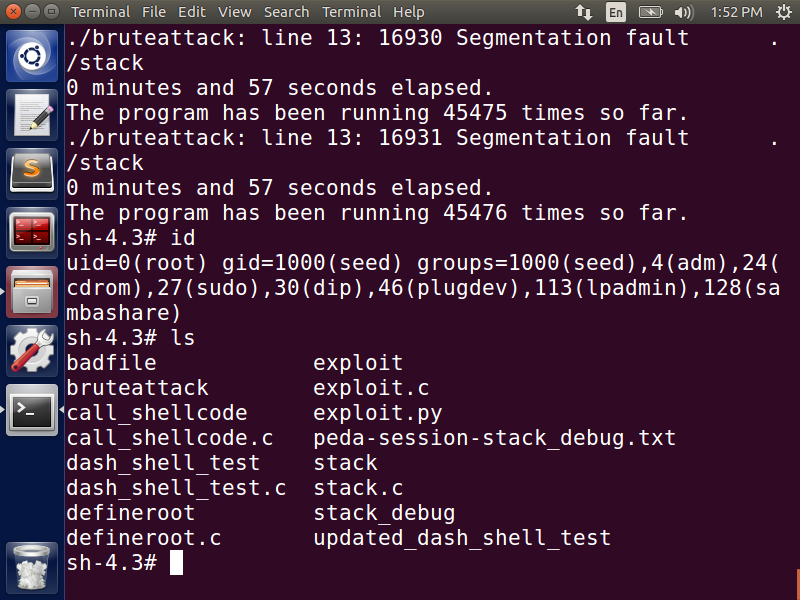 Terminal File Edit View Search Terminal Help En 1:52 PM
./bruteattack: line 13: 16930 Segmentation fault      .
/stack
0 minutes and 57 seconds elapsed.
The program has been running 45475 times so far.
./bruteattack: line 13: 16931 Segmentation fault      .
/stack
0 minutes and 57 seconds elapsed.
The program has been running 45476 times so far.
sh-4.3# id
uid=0(root) gid=1000(seed) groups=1000(seed),4(adm),24(
cdrom),27(sudo),30(dip),46(plugdev),113(lpadmin),128(sa
mbashare)
sh-4.3# ls
badfile            exploit
bruteattack        exploit.c
call_shellcode     exploit.py
call_shellcode.c   peda-session-stack_debug.txt
dash_shell_test    stack
dash_shell_test.c  stack.c
defineroot         stack_debug
defineroot.c       updated_dash_shell_test
sh-4.3#